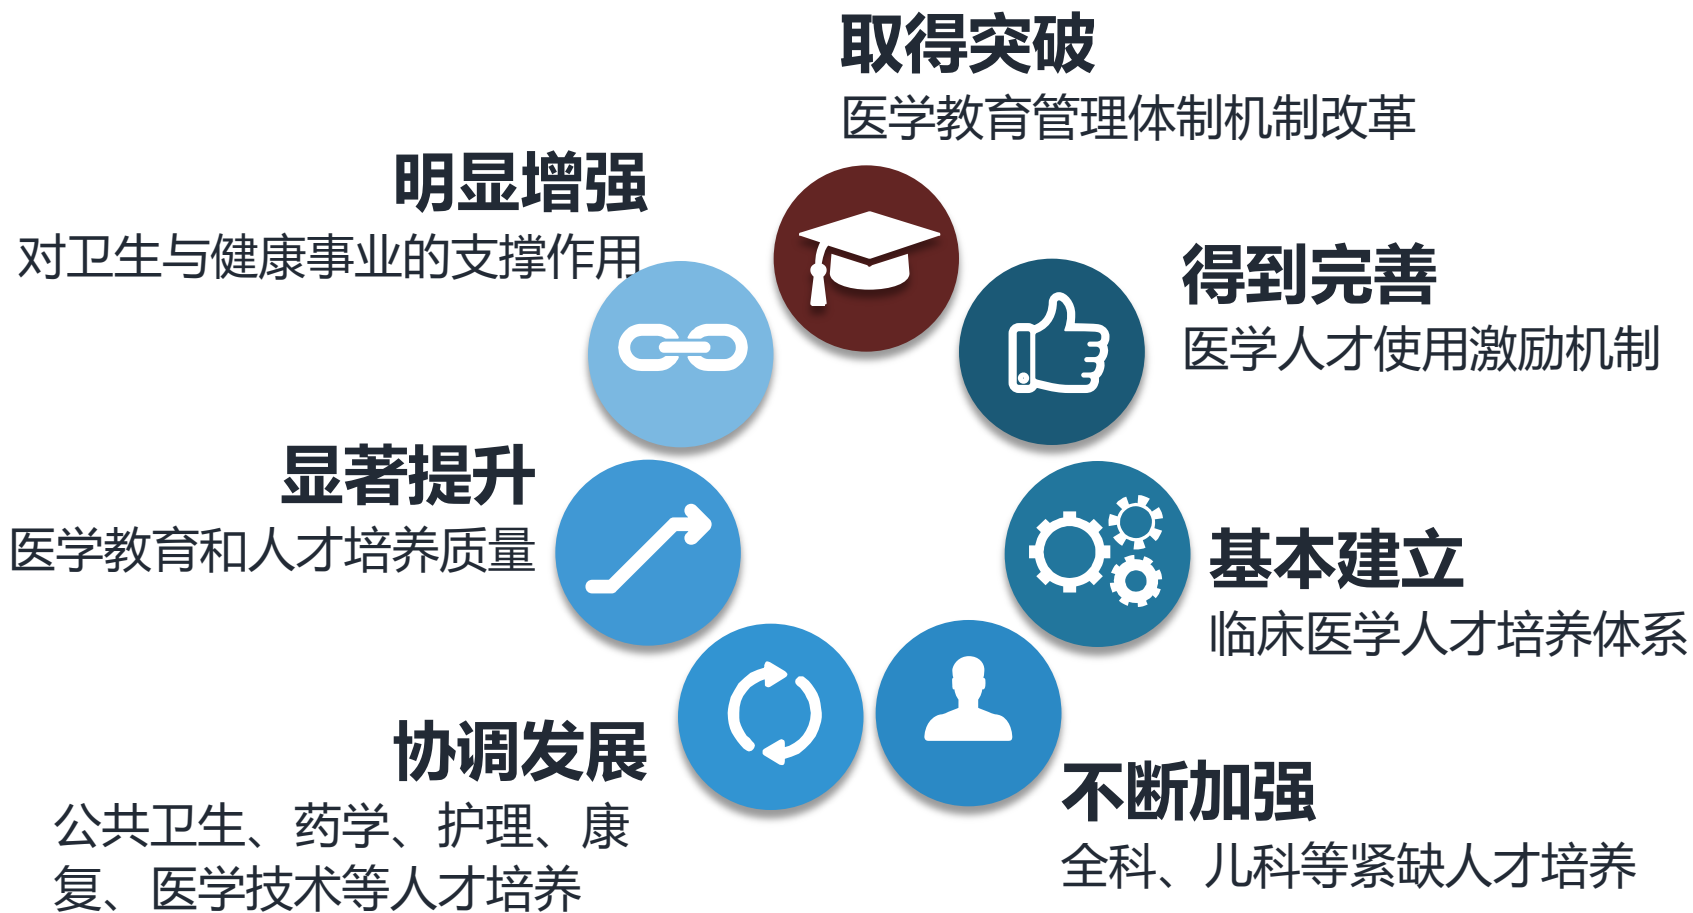 取得突破
医学教育管理体制机制改革
明显增强
对卫生与健康事业的支撑作用
得到完善
医学人才使用激励机制
显著提升
医学教育和人才培养质量
基本建立
临床医学人才培养体系
协调发展
公共卫生、药学、护理、康
复、医学技术等人才培养
不断加强
全科、儿科等紧缺人才培养